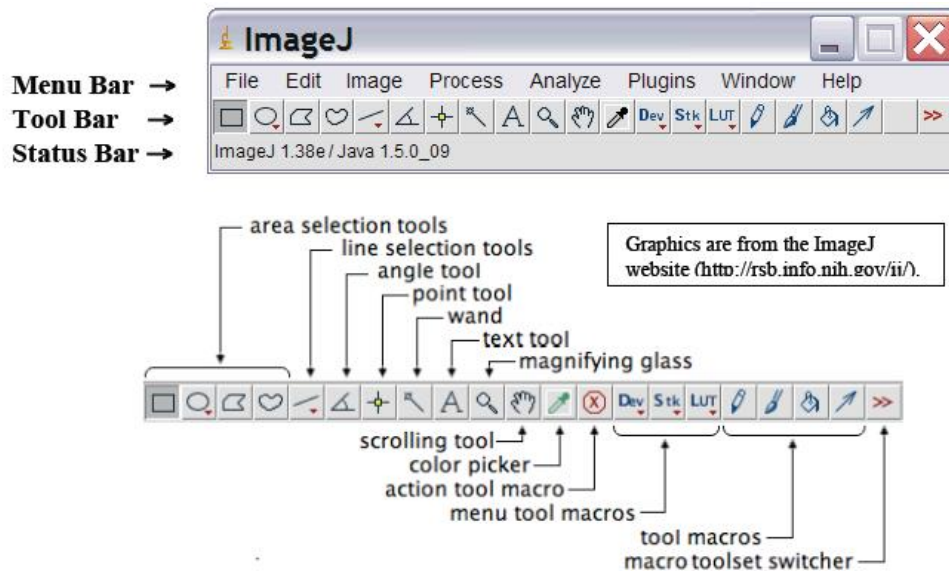 ImageJ
Menu Bar → File Edit Image Process Analyze Plugins Window Help
Tool Bar → A Dev Stk LUT >>
Status Bar → ImageJ 1.38e / Java 1.5.0_09
area selection tools
line selection tools
angle tool
point tool
wand
text tool
magnifying glass
Graphics are from the ImageJ
website (http://rsb.info.nih.gov/ij/).
A X Dev Stk LUT >>
scrolling tool
color picker
action tool macro
menu tool macros
tool macros
macro toolset switcher